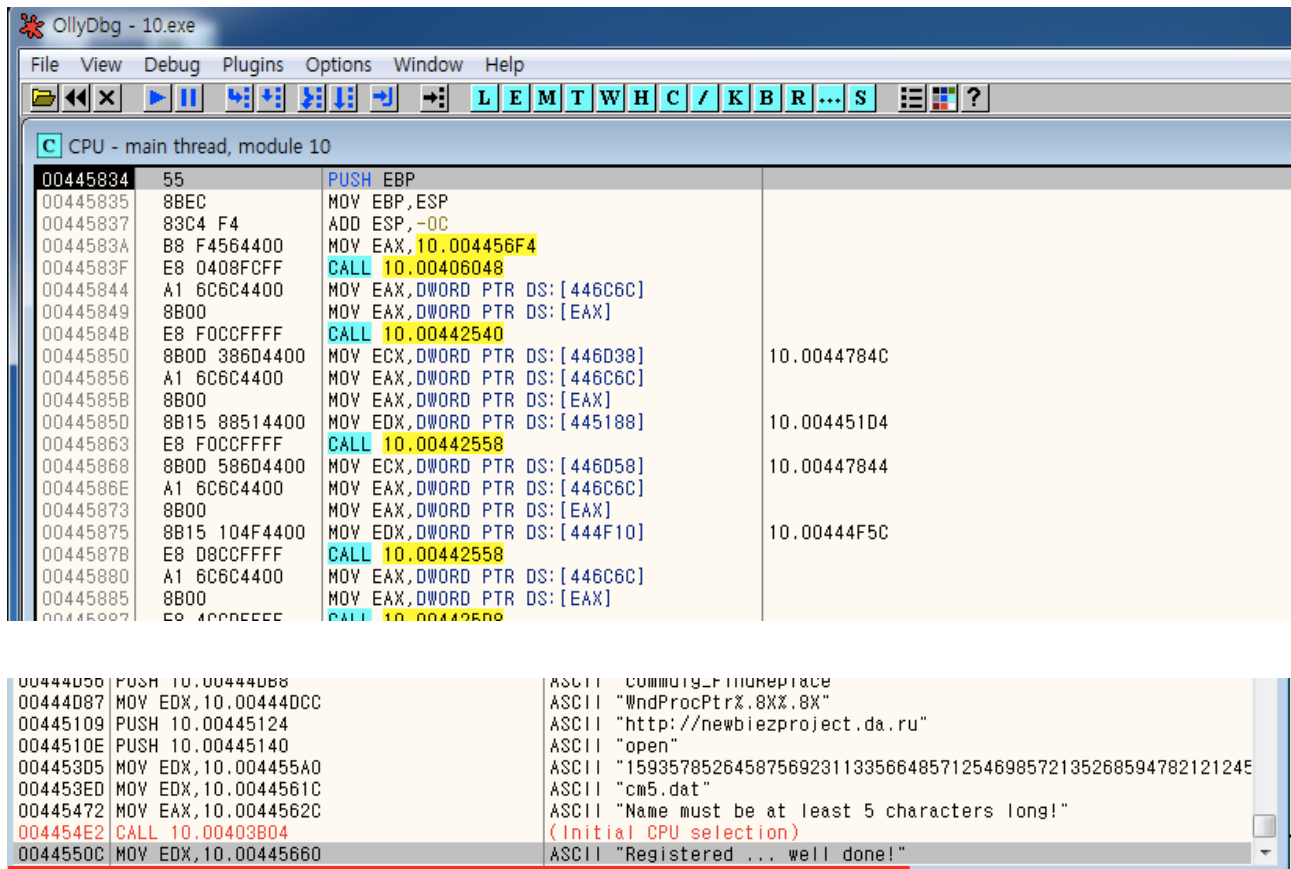 OllyDbg - 10.exe
File View Debug Plugins Options Window Help
L E M T W H C / K B R ... S ?
C CPU - main thread, module 10
00445834 55 PUSH EBP
00445835 8BEC MOV EBP,ESP
00445837 83C4 F4 ADD ESP,-0C
0044583A B8 F4564400 MOV EAX,10.004456F4
0044583F E8 0408FCFF CALL 10.00406048
00445844 A1 6C6C4400 MOV EAX,DWORD PTR DS:[446C6C]
00445849 8B00 MOV EAX,DWORD PTR DS:[EAX]
0044584B E8 F0CCFFFF CALL 10.00442540
00445850 8B0D 386D4400 MOV ECX,DWORD PTR DS:[446D38] 10.0044784C
00445856 A1 6C6C4400 MOV EAX,DWORD PTR DS:[446C6C]
0044585B 8B00 MOV EAX,DWORD PTR DS:[EAX]
0044585D 8B15 88514400 MOV EDX,DWORD PTR DS:[445188] 10.004451D4
00445863 E8 F0CCFFFF CALL 10.00442558
00445868 8B0D 586D4400 MOV ECX,DWORD PTR DS:[446D58] 10.00447844
0044586E A1 6C6C4400 MOV EAX,DWORD PTR DS:[446C6C]
00445873 8B00 MOV EAX,DWORD PTR DS:[EAX]
00445875 8B15 104F4400 MOV EDX,DWORD PTR DS:[444F10] 10.00444F5C
0044587B E8 D8CCFFFF CALL 10.00442558
00445880 A1 6C6C4400 MOV EAX,DWORD PTR DS:[446C6C]
00445885 8B00 MOV EAX,DWORD PTR DS:[EAX]
00444D56 PUSH 10.00444DB8 ASCII "commdlg_FindReplace"
00444D87 MOV EDX,10.00444DCC ASCII "WndProcPtr%.8X%.8X"
00445109 PUSH 10.00445124 ASCII "http://newbiezproject.da.ru"
0044510E PUSH 10.00445140 ASCII "open"
004453D5 MOV EDX,10.004455A0 ASCII "1593578526458756923113356648571254698572135268594782121245
004453ED MOV EDX,10.0044561C ASCII "cm5.dat"
00445472 MOV EAX,10.0044562C ASCII "Name must be at least 5 characters long!"
004454E2 CALL 10.00403B04 (Initial CPU selection)
0044550C MOV EDX,10.00445660 ASCII "Registered ... well done!"